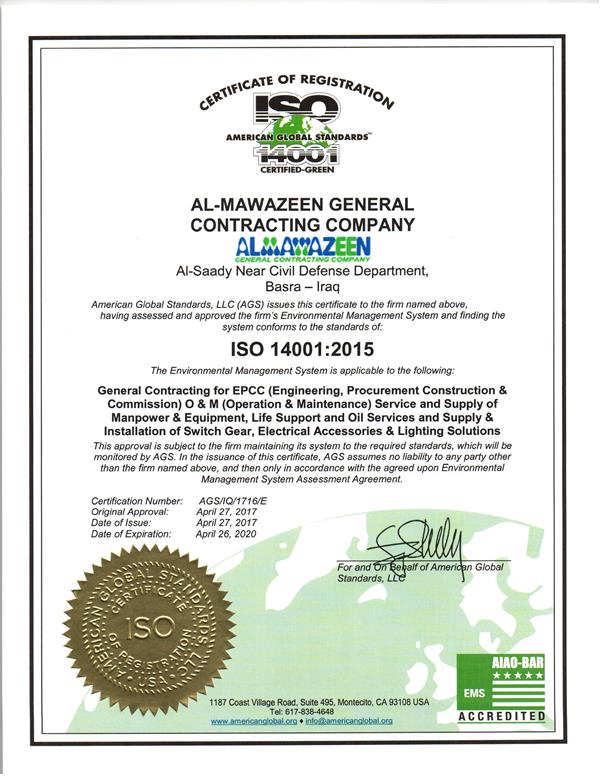 CERTIFICATE OF REGISTRATION
ISO
AMERICAN GLOBAL STANDARDS™
14001
CERTIFIED-GREEN
AL-MAWAZEEN GENERAL
CONTRACTING COMPANY
ALMAWAZEEN
GENERAL CONTRACTING COMPANY
Al-Saady Near Civil Defense Department,
Basra – Iraq
American Global Standards, LLC (AGS) issues this certificate to the firm named above,
having assessed and approved the firm's Environmental Management System and finding the
system conforms to the standards of:
ISO 14001:2015
The Environmental Management System is applicable to the following:
General Contracting for EPCC (Engineering, Procurement Construction &
Commission) O & M (Operation & Maintenance) Service and Supply of
Manpower & Equipment, Life Support and Oil Services and Supply &
Installation of Switch Gear, Electrical Accessories & Lighting Solutions
This approval is subject to the firm maintaining its system to the required standards, which will be
monitored by AGS. In the issuance of this certificate, AGS assumes no liability to any party other
than the firm named above, and then only in accordance with the agreed upon Environmental
Management System Assessment Agreement.
Certification Number: AGS/IQ/1716/E
Original Approval: April 27, 2017
Date of Issue: April 27, 2017
Date of Expiration: April 26, 2020
For and On Behalf of American Global
Standards, LLC
AMERICAN GLOBAL STANDARDS, LLC
CERTIFICATE
ISO
OF REGISTRATION
USA
AIAO-BAR
EMS
ACCREDITED
1187 Coast Village Road, Suite 495, Montecito, CA 93108 USA
Tel: 617-838-4648
www.americanglobal.org ♦ info@americanglobal.org